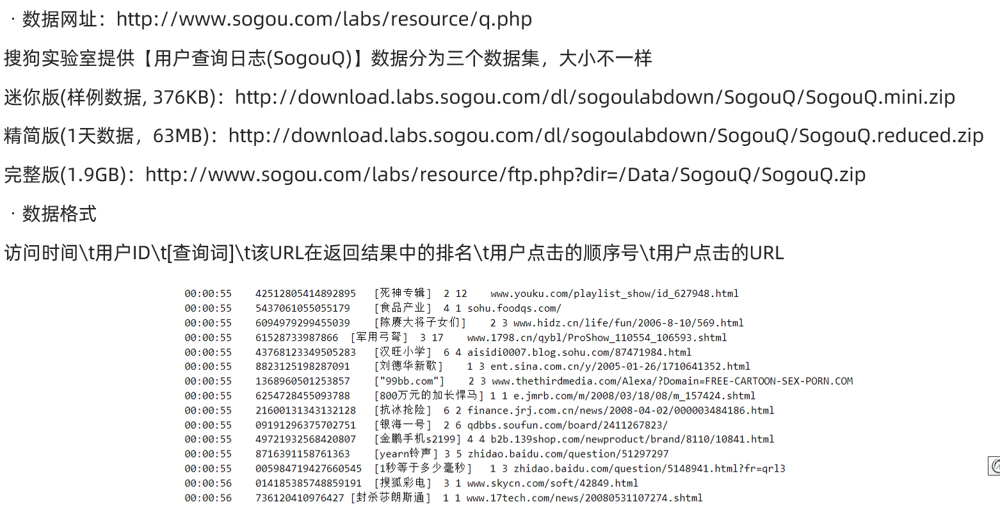 · 数据网址：http://www.sogou.com/labs/resource/q.php
搜狗实验室提供【用户查询日志(SogouQ)】数据分为三个数据集，大小不一样
迷你版(样例数据, 376KB)：http://download.labs.sogou.com/dl/sogoulabdown/SogouQ/SogouQ.mini.zip
精简版(1天数据，63MB)：http://download.labs.sogou.com/dl/sogoulabdown/SogouQ/SogouQ.reduced.zip
完整版(1.9GB)：http://www.sogou.com/labs/resource/ftp.php?dir=/Data/SogouQ/SogouQ.zip
· 数据格式
访问时间\t用户ID\t[查询词]\t该URL在返回结果中的排名\t用户点击的顺序号\t用户点击的URL
00:00:55 42512805414892895 [死神专辑] 2 12 www.youku.com/playlist_show/id_627948.html
00:00:55 5437061055055179 [食品产业] 4 1 sohu.foodqs.com/
00:00:55 6094979299455039 [陈赓大将子女们] 2 3 www.hidz.cn/life/fun/2006-8-10/569.html
00:00:55 61528733987866 [军用弓弩] 3 17 www.1798.cn/qybl/ProShow_110554_106593.shtml
00:00:55 43768123349505283 [汉旺小学] 6 4 aisidi0007.blog.sohu.com/87471984.html
00:00:55 8823125198287091 [刘德华新歌] 1 3 ent.sina.com.cn/y/2005-01-26/1710641352.html
00:00:55 1368960501253857 ["99bb.com"] 2 3 www.thethirdmedia.com/Alexa/?Domain=FREE-CARTOON-SEX-PORN.COM
00:00:55 6254728455093788 [800万元的加长悍马] 1 1 e.jmrb.com/m/2008/03/18/08/m_157424.shtml
00:00:55 21600131343132128 [抗冰抢险] 6 2 finance.jrj.com.cn/news/2008-04-02/000003484186.html
00:00:55 09191296375702751 [银海一号] 2 6 qdbbs.soufun.com/board/2411267823/
00:00:55 49721932568420807 [金鹏手机s2199] 4 4 b2b.139shop.com/newproduct/brand/8110/10841.html
00:00:55 8716391158761363 [yearn铃声] 3 5 zhidao.baidu.com/question/51297297
00:00:55 005984719427660545 [1秒等于多少毫秒] 1 3 zhidao.baidu.com/question/5148941.html?fr=qrl3
00:00:56 014185385748859191 [搜狐彩电] 3 1 www.skycn.com/soft/42849.html
00:00:56 736120410976427 [封杀莎朗斯通] 1 1 www.17tech.com/news/20080531107274.shtml